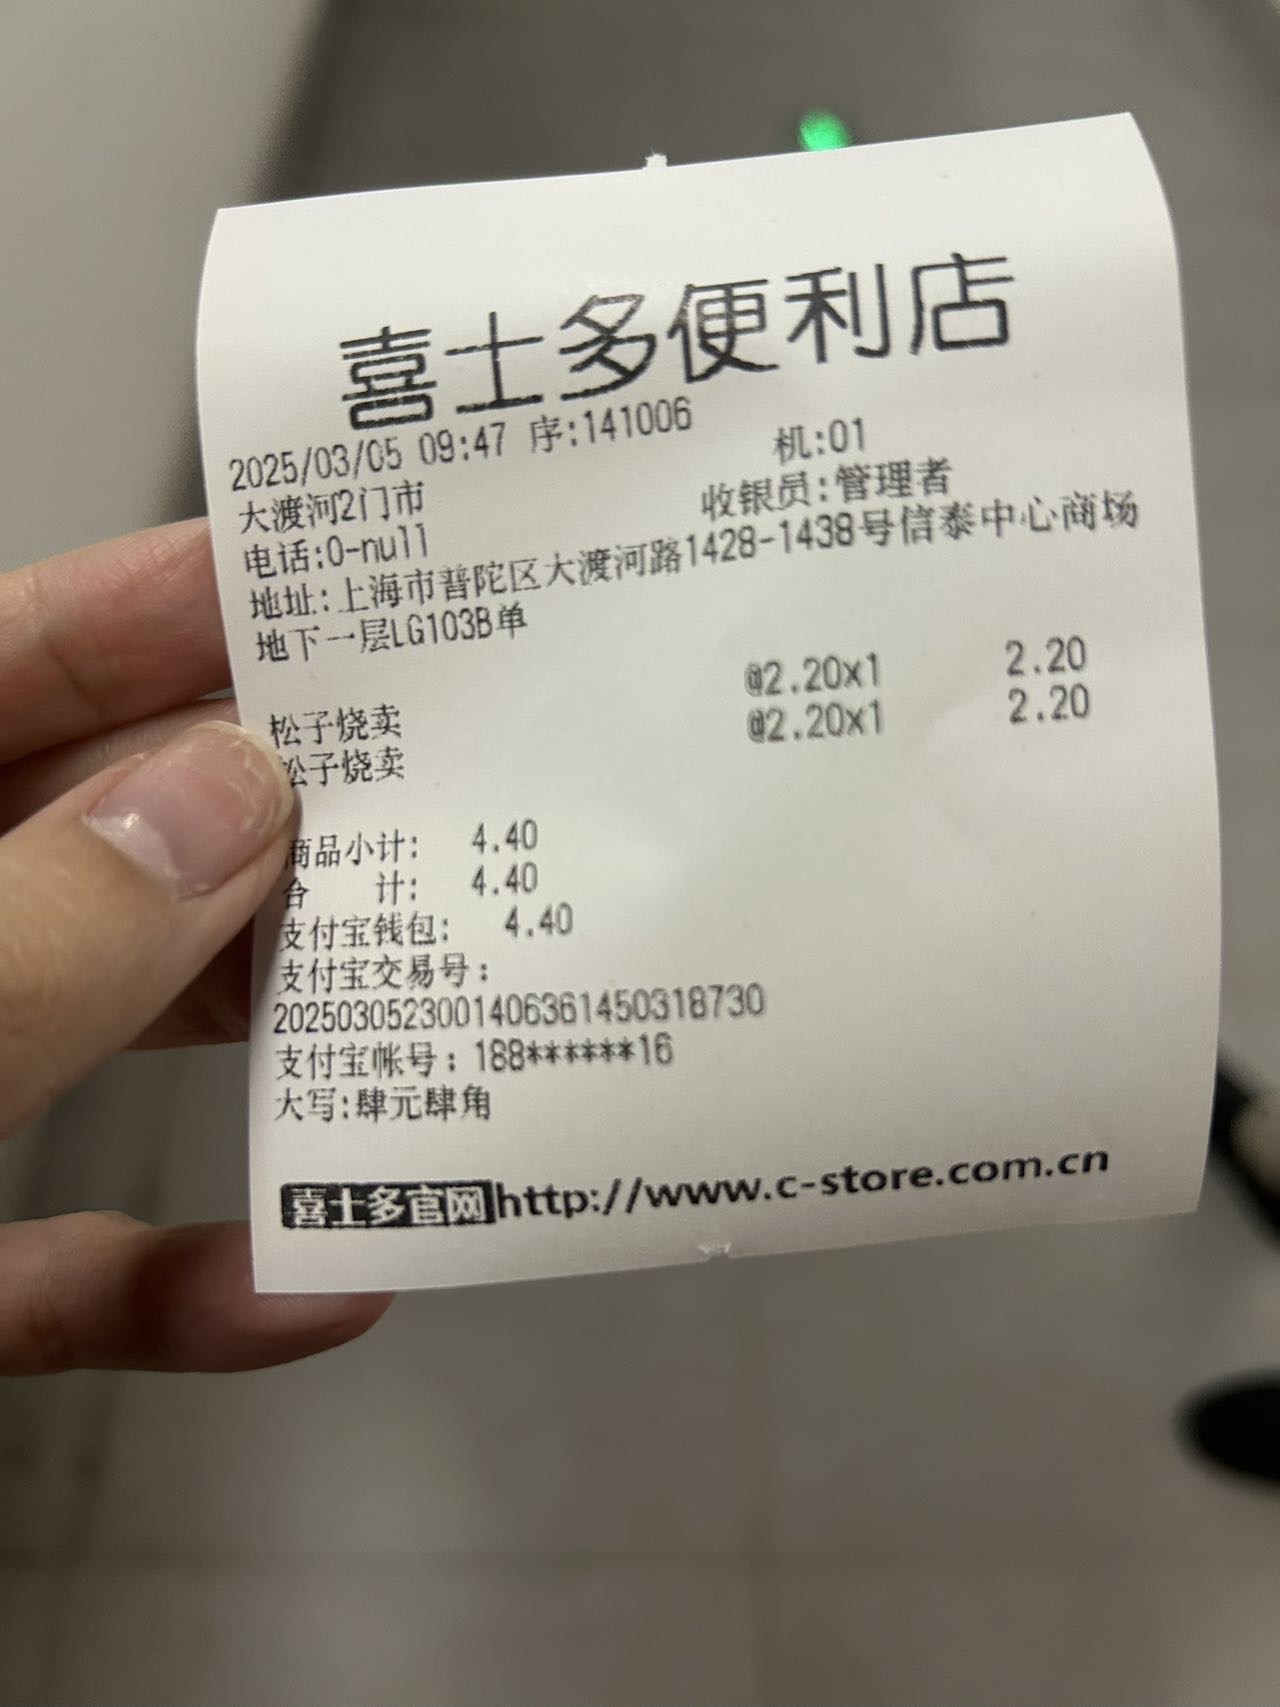 喜士多便利店
2025/03/05 09:47 序:141006 机:01
大渡河2门市 收银员:管理者
电话:0-null
地址:上海市普陀区大渡河路1428-1438号信泰中心商场
地下一层LG103B单
松子烧卖 @2.20x1 2.20
松子烧卖 @2.20x1 2.20
商品小计: 4.40
合 计: 4.40
支付宝钱包: 4.40
支付宝交易号:
2025030523001406361450318730
支付宝帐号:188******16
大写:肆元肆角
喜士多官网http://www.c-store.com.cn